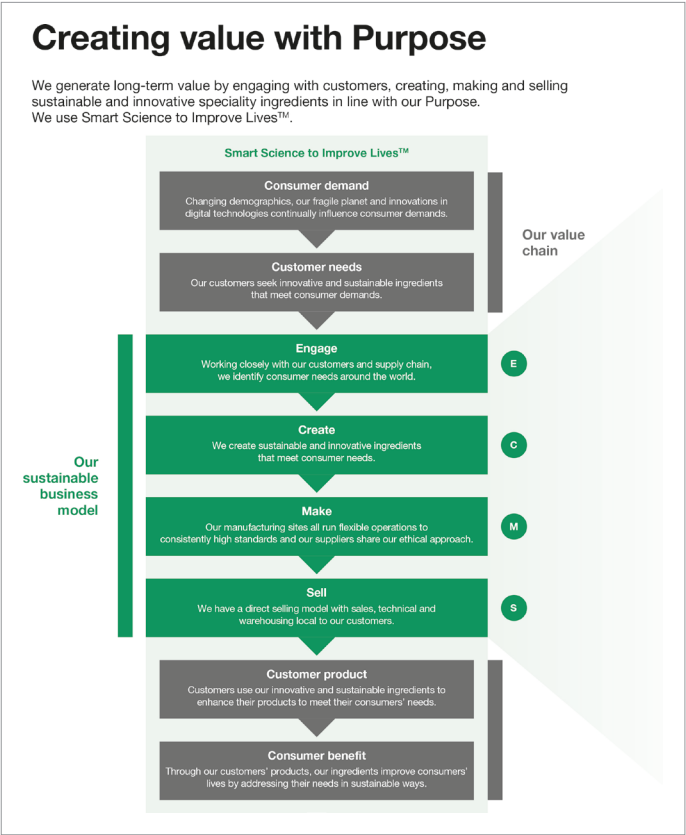 Creating value with Purpose
We generate long-term value by engaging with customers, creating, making and selling
sustainable and innovative speciality ingredients in line with our Purpose.
We use Smart Science to Improve Lives™.
Smart Science to Improve Lives™
Consumer demand
Changing demographics, our fragile planet and innovations in
digital technologies continually influence consumer demands.
Our value
chain
Customer needs
Our customers seek innovative and sustainable ingredients
that meet consumer demands.
Our
sustainable
business
model
Engage
Working closely with our customers and supply chain,
we identify consumer needs around the world.
E
Create
We create sustainable and innovative ingredients
that meet consumer needs.
C
Make
Our manufacturing sites all run flexible operations to
consistently high standards and our suppliers share our ethical approach.
M
Sell
We have a direct selling model with sales, technical and
warehousing local to our customers.
S
Customer product
Customers use our innovative and sustainable ingredients to
enhance their products to meet their consumers' needs.
Consumer benefit
Through our customers' products, our ingredients improve consumers'
lives by addressing their needs in sustainable ways.